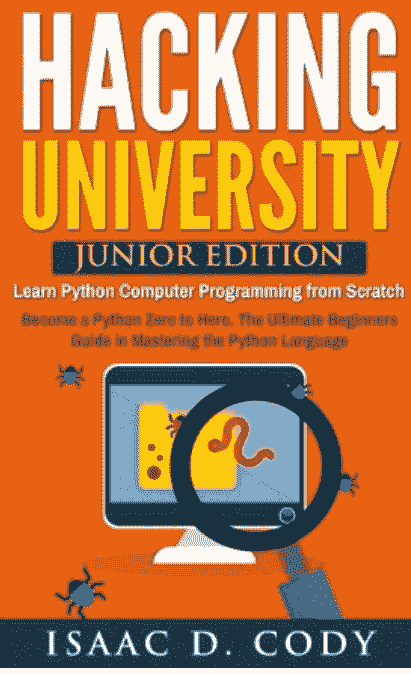 HACKING
UNIVERSITY
JUNIOR EDITION
Learn Python Computer Programming from Scratch
Become a Python Zero to Hero. The Ultimate Beginners
Guide in Mastering the Python Language
ISAAC D. CODY